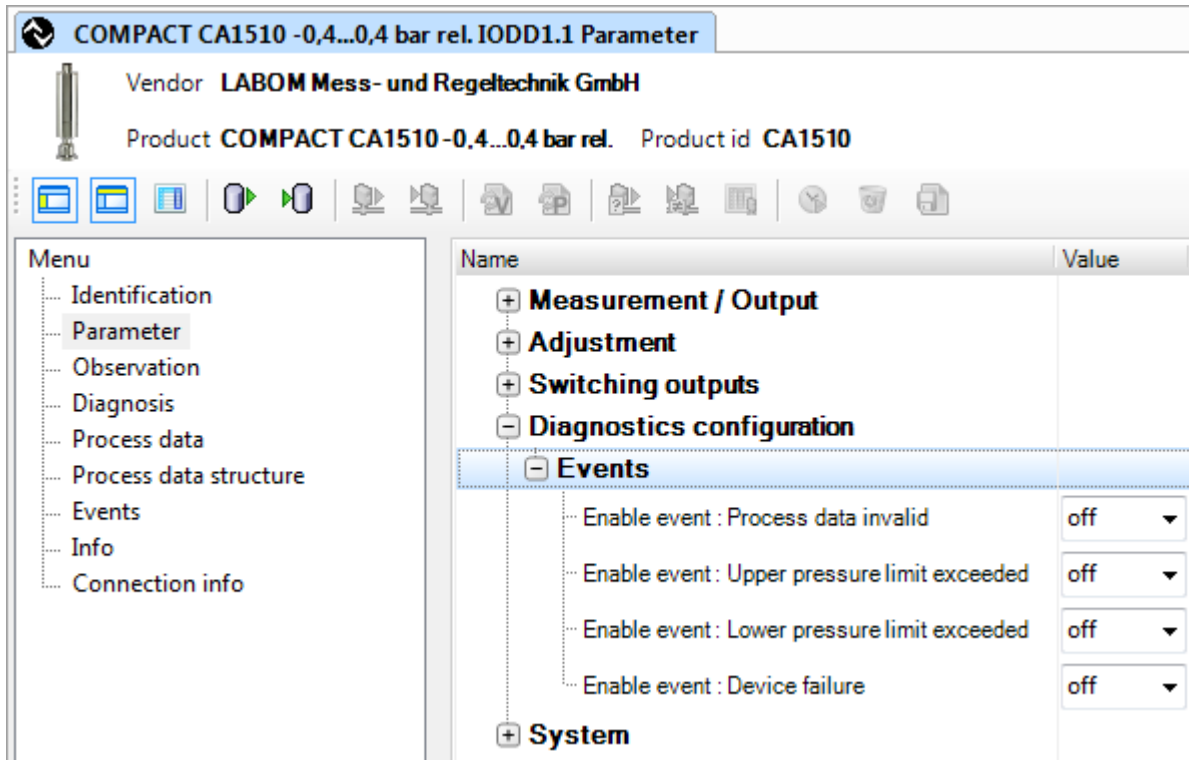 COMPACT CA1510 -0,4...0,4 bar rel. IODD1.1 Parameter
Vendor LABOM Mess- und Regeltechnik GmbH
Product COMPACT CA1510 -0,4...0,4 bar rel. Product id CA1510
Menu
Identification
Parameter
Observation
Diagnosis
Process data
Process data structure
Events
Info
Connection info
Name Value
Measurement / Output
Adjustment
Switching outputs
Diagnostics configuration
Events
Enable event : Process data invalid off
Enable event : Upper pressure limit exceeded off
Enable event : Lower pressure limit exceeded off
Enable event : Device failure off
System